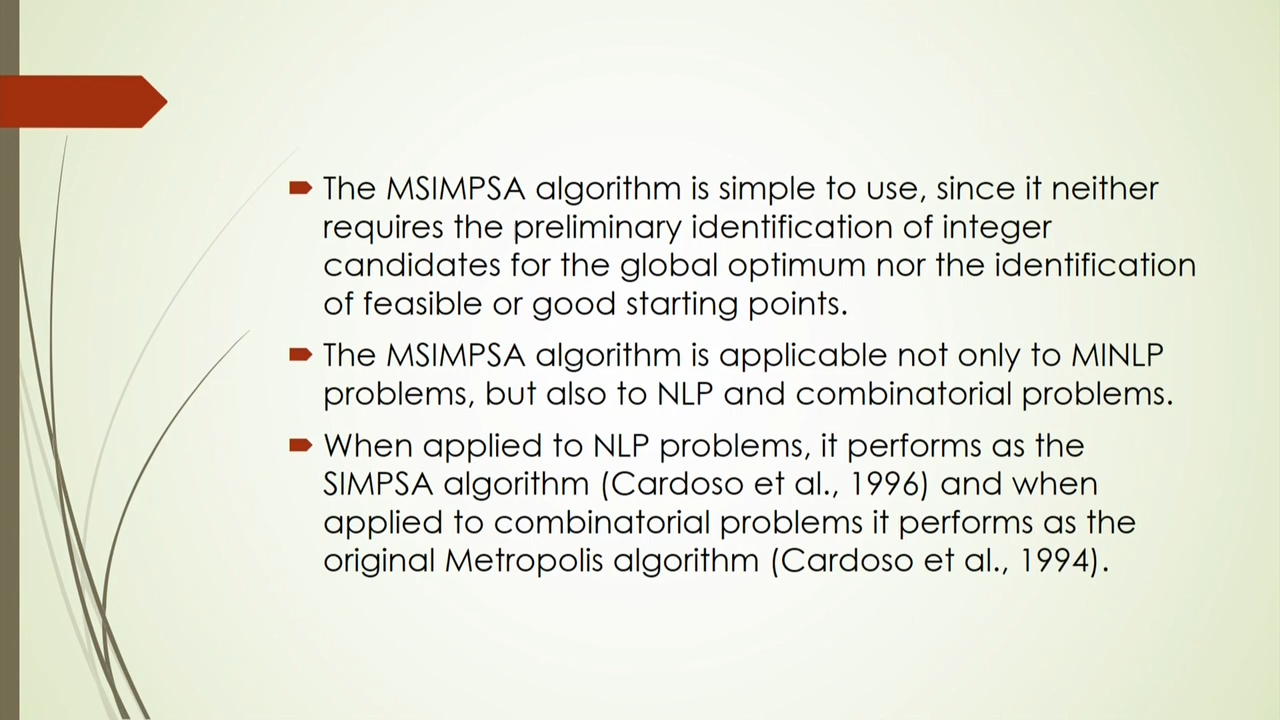 The MSIMPSA algorithm is simple to use, since it neither
requires the preliminary identification of integer
candidates for the global optimum nor the identification
of feasible or good starting points.
The MSIMPSA algorithm is applicable not only to MINLP
problems, but also to NLP and combinatorial problems.
When applied to NLP problems, it performs as the
SIMPSA algorithm (Cardoso et al., 1996) and when
applied to combinatorial problems it performs as the
original Metropolis algorithm (Cardoso et al., 1994).